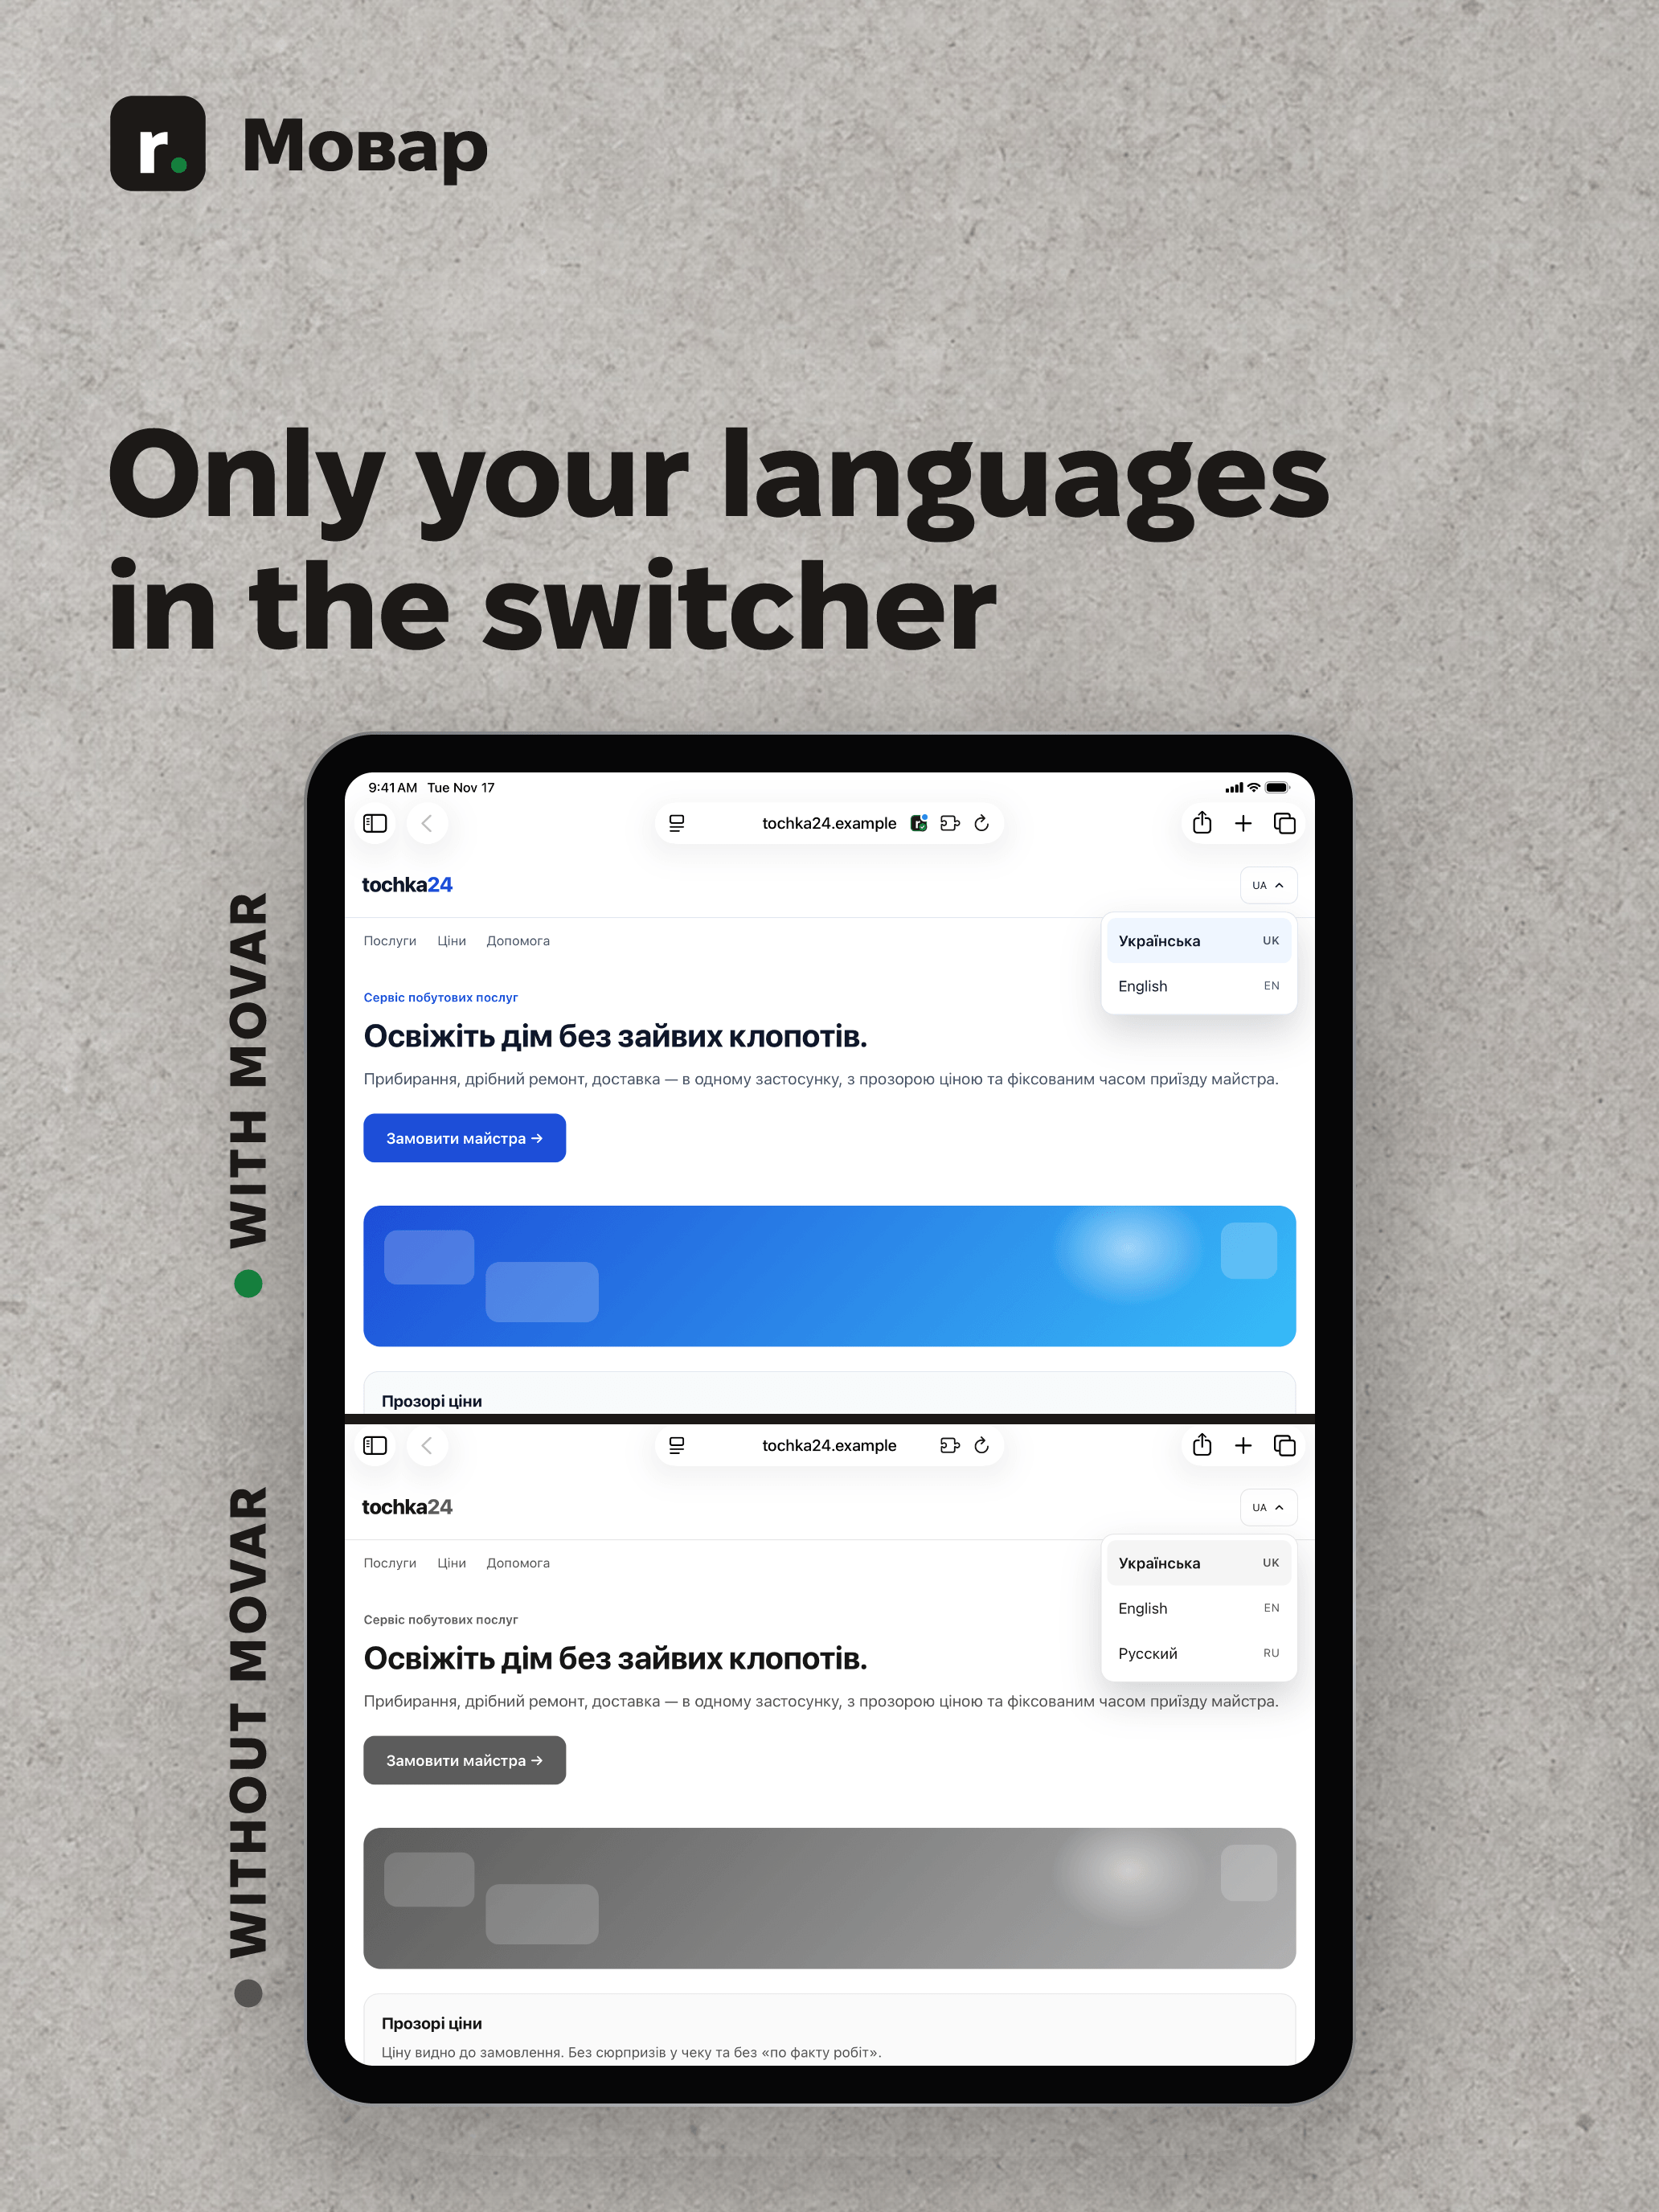 r.
Мовар
Only your languages
in the switcher
WITH MOVAR
9:41 AM Tue Nov 17
tochka24.example
tochka24
UA
Послуги Ціни Допомога
Українська UK
English EN
Сервіс побутових послуг
Освіжіть дім без зайвих клопотів.
Прибирання, дрібний ремонт, доставка — в одному застосунку, з прозорою ціною та фіксованим часом приїзду майстра.
Замовити майстра →
Прозорі ціни
WITHOUT MOVAR
tochka24.example
tochka24
UA
Послуги Ціни Допомога
Українська UK
English EN
Русский RU
Сервіс побутових послуг
Освіжіть дім без зайвих клопотів.
Прибирання, дрібний ремонт, доставка — в одному застосунку, з прозорою ціною та фіксованим часом приїзду майстра.
Замовити майстра →
Прозорі ціни
Ціну видно до замовлення. Без сюрпризів у чеку та без «по факту робіт».